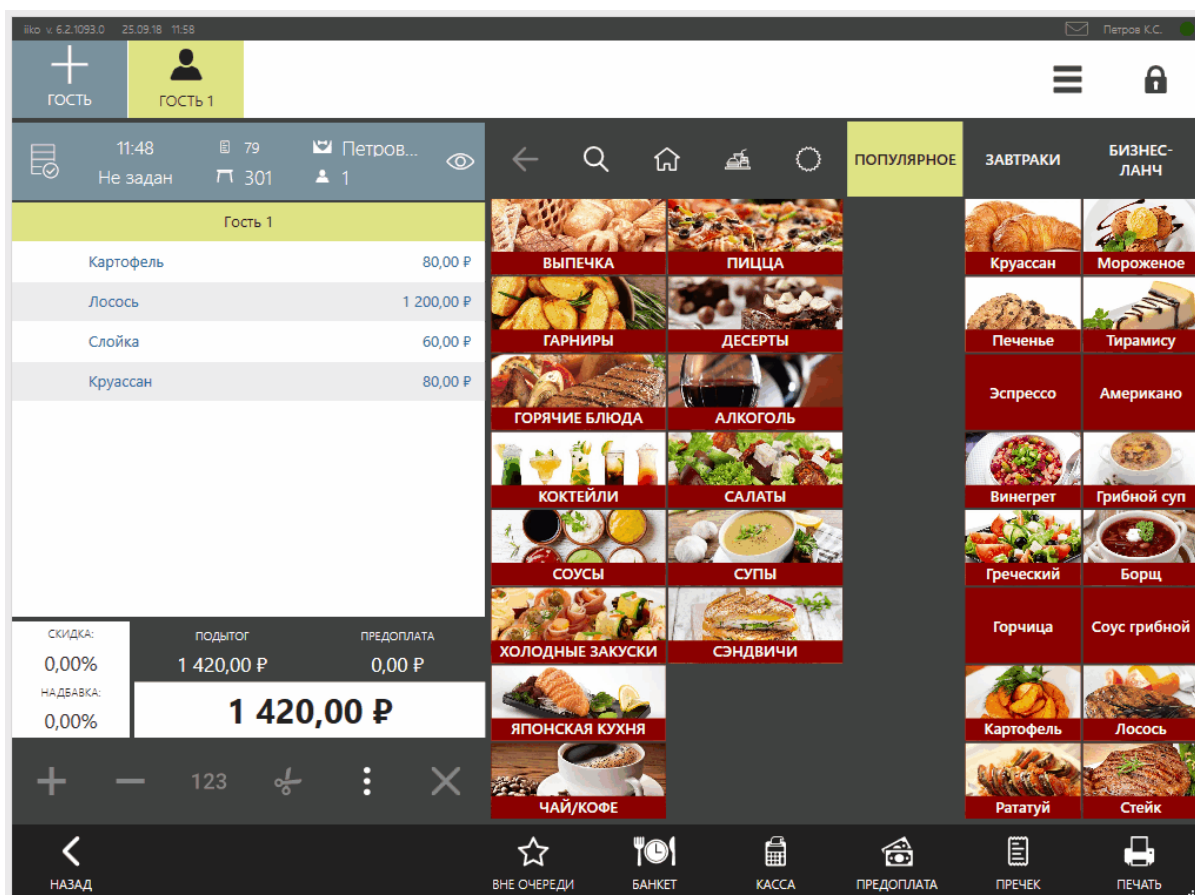 iiko v. 6.2.1093.0 25.09.18 11:58 Петров К.С.
ГОСТЬ
ГОСТЬ 1
11:48 79 Петров...
Не задан 301 1
ПОПУЛЯРНОЕ ЗАВТРАКИ БИЗНЕС-
ЛАНЧ
Гость 1
Картофель 80,00 ₽
Лосось 1 200,00 ₽
Слойка 60,00 ₽
Круассан 80,00 ₽
СКИДКА: ПОДЫТОГ ПРЕДОПЛАТА
0,00% 1 420,00 ₽ 0,00 ₽
НАДБАВКА:
0,00% 1 420,00 ₽
123
ВЫПЕЧКА ПИЦЦА Круассан Мороженое
ГАРНИРЫ ДЕСЕРТЫ Печенье Тирамису
Эспрессо Американо
ГОРЯЧИЕ БЛЮДА АЛКОГОЛЬ
КОКТЕЙЛИ САЛАТЫ Винегрет Грибной суп
СОУСЫ СУПЫ Греческий Борщ
Горчица Соус грибной
ХОЛОДНЫЕ ЗАКУСКИ СЭНДВИЧИ
ЯПОНСКАЯ КУХНЯ Картофель Лосось
ЧАЙ/КОФЕ Рататуй Стейк
НАЗАД ВНЕ ОЧЕРЕДИ БАНКЕТ КАССА ПРЕДОПЛАТА ПРЕЧЕК ПЕЧАТЬ